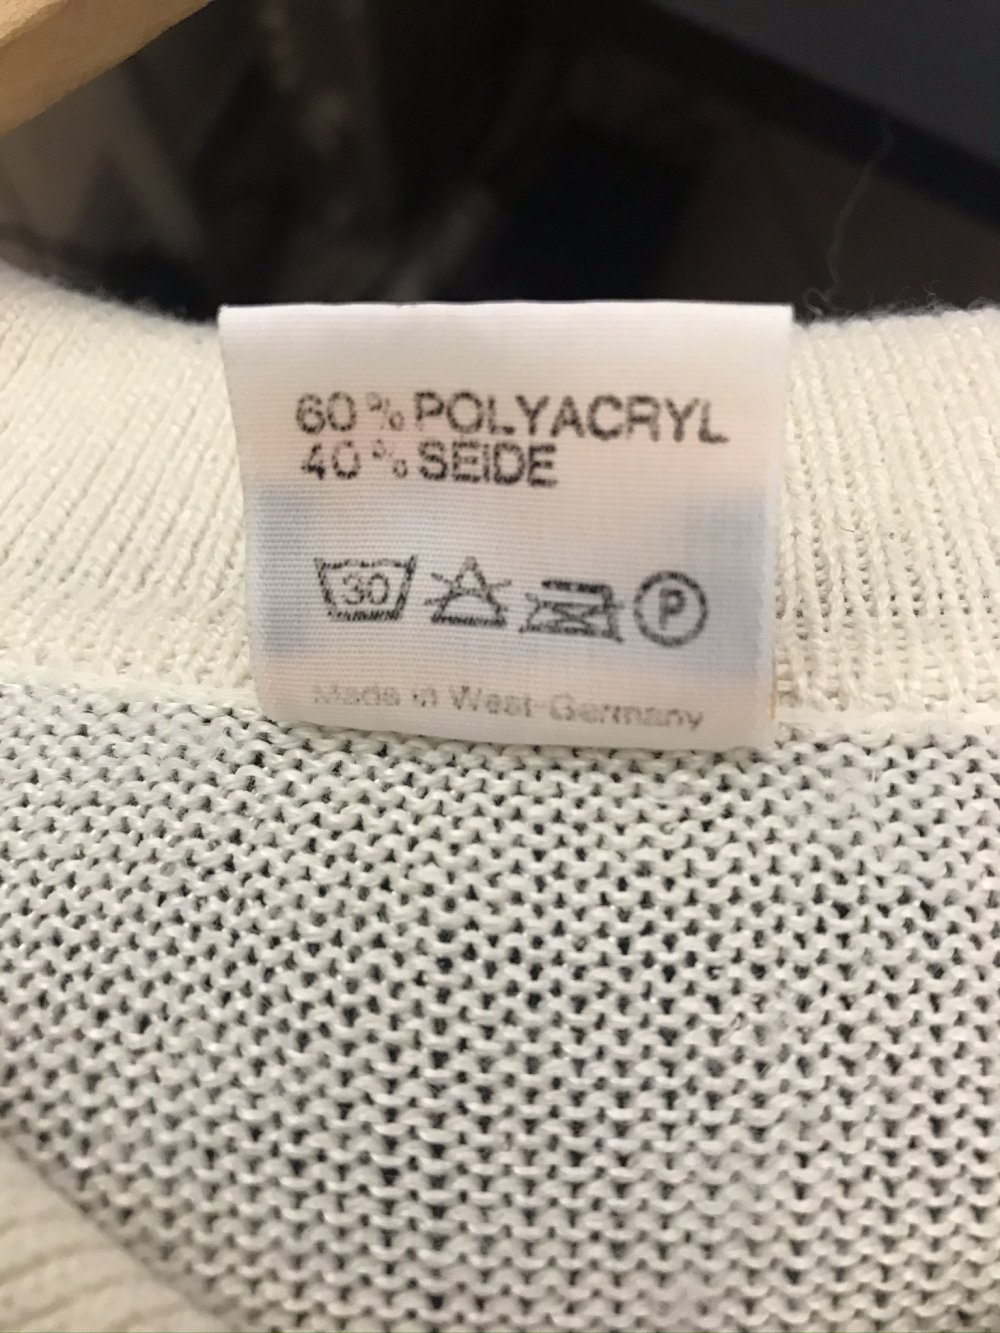 60% POLYACRYL
40% SEIDE
30 P
Made in West-Germany